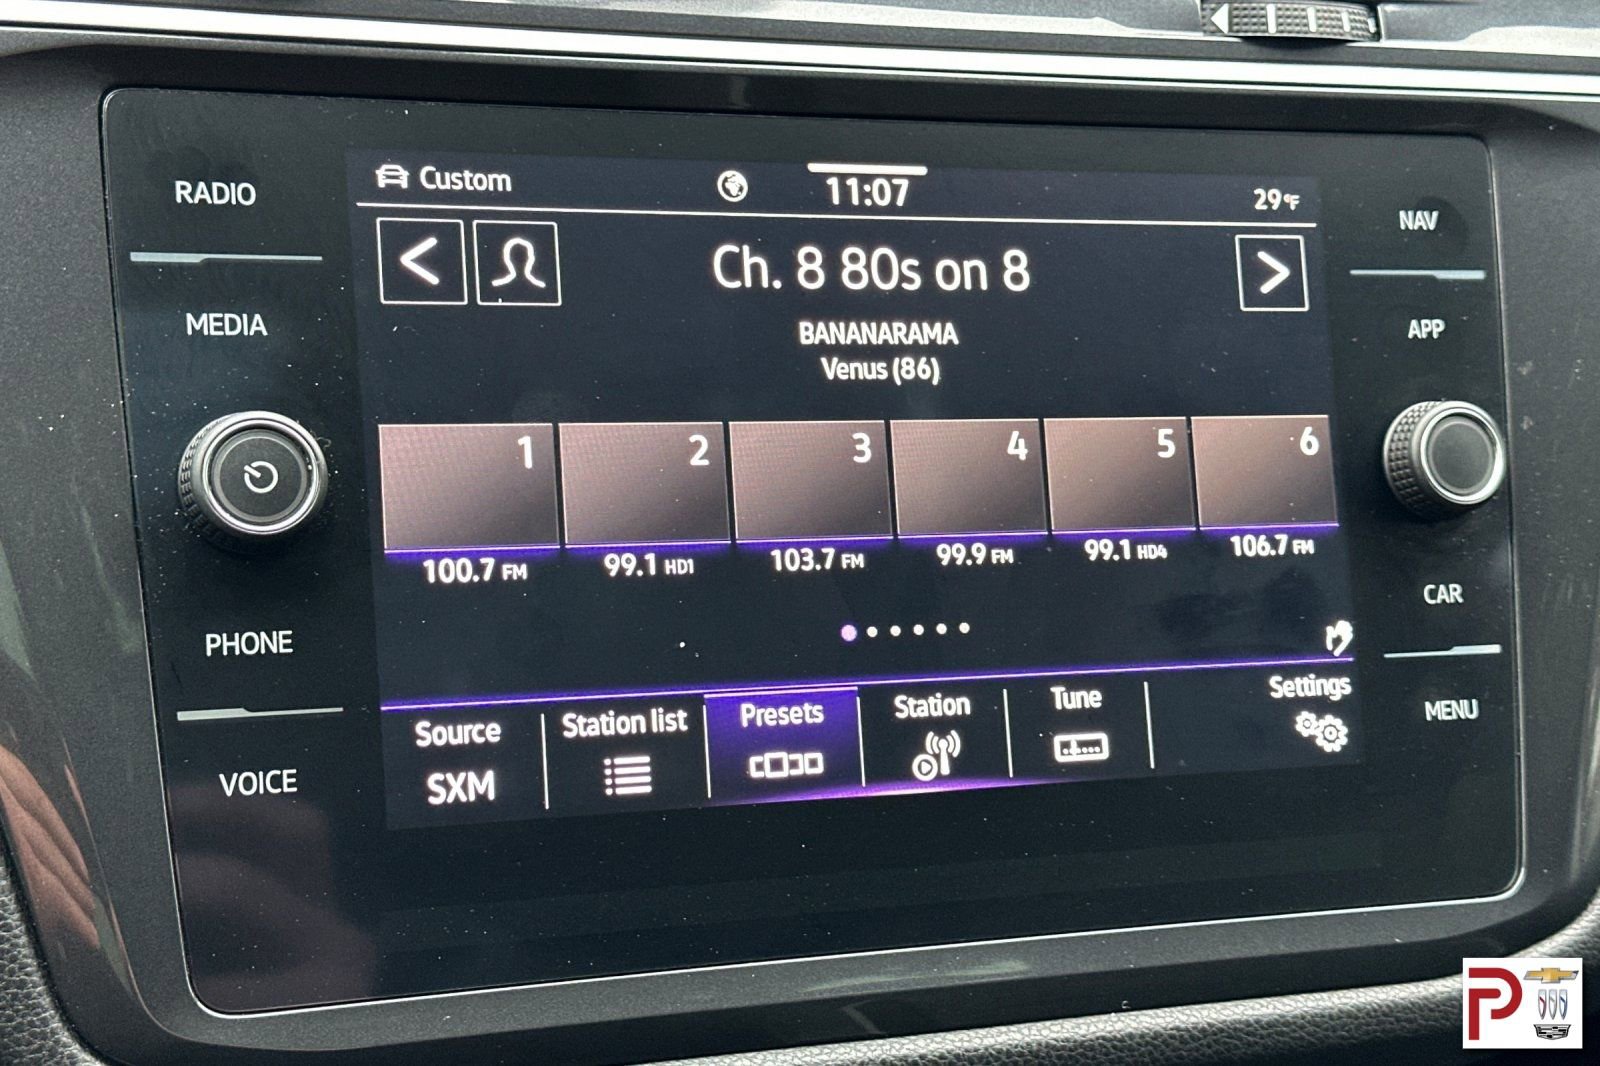 RADIO
MEDIA
PHONE
VOICE
Custom
11:07
29°F
Ch. 8 80s on 8
BANANARAMA
Venus (86)
1
2
3
4
5
6
100.7 FM
99.1 HD1
103.7 FM
99.9 FM
99.1 HD4
106.7 FM
Source
SXM
Station list
Presets
Station
Tune
Settings
NAV
APP
CAR
MENU
P